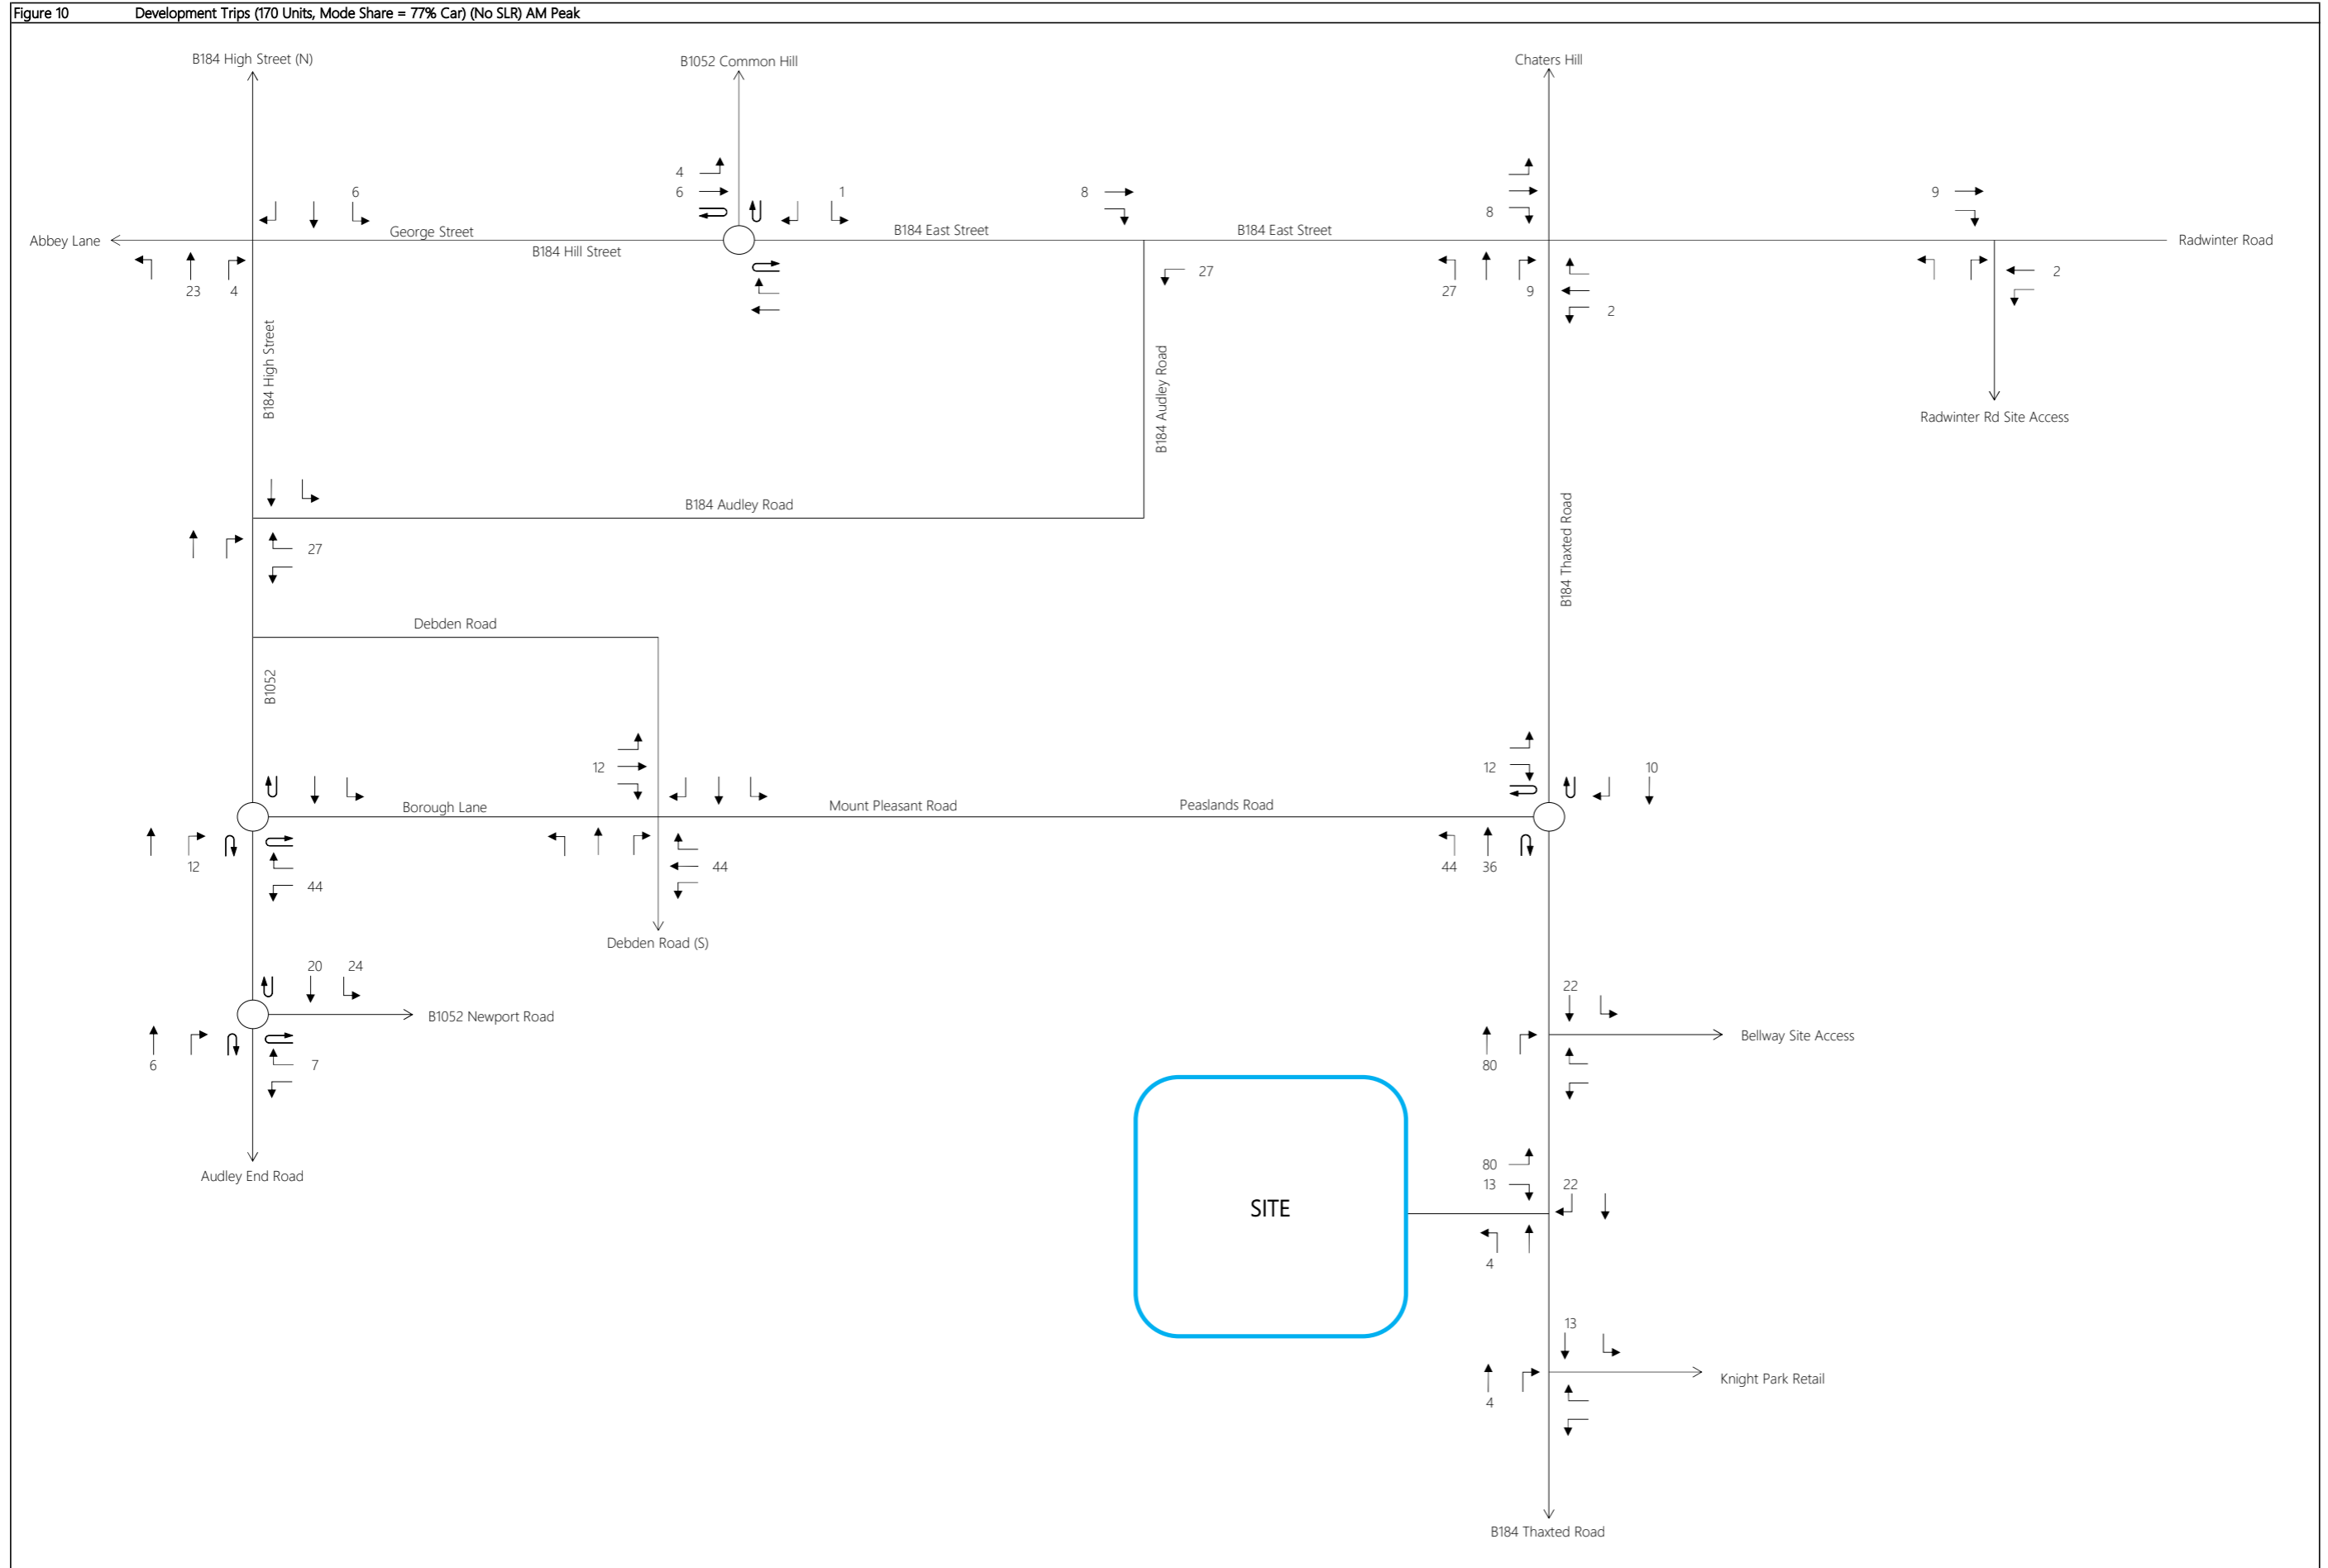 Figure 10 Development Trips (170 Units, Mode Share = 77% Car) (No SLR) AM Peak
B184 High Street (N)
B1052 Common Hill
Chaters Hill
4
6
6
1
8
8
9
Abbey Lane
George Street
B184 Hill Street
B184 East Street
B184 East Street
Radwinter Road
23
4
27
27
9
2
2
B184 High Street
B184 Audley Road
Radwinter Rd Site Access
B184 Audley Road
27
B184 Thaxted Road
Debden Road
B1052
12
12
10
Borough Lane
Mount Pleasant Road
Peaslands Road
12
44
44
44
36
Debden Road (S)
20
24
B1052 Newport Road
6
7
Audley End Road
22
Bellway Site Access
80
80
13
22
SITE
4
13
Knight Park Retail
4
B184 Thaxted Road